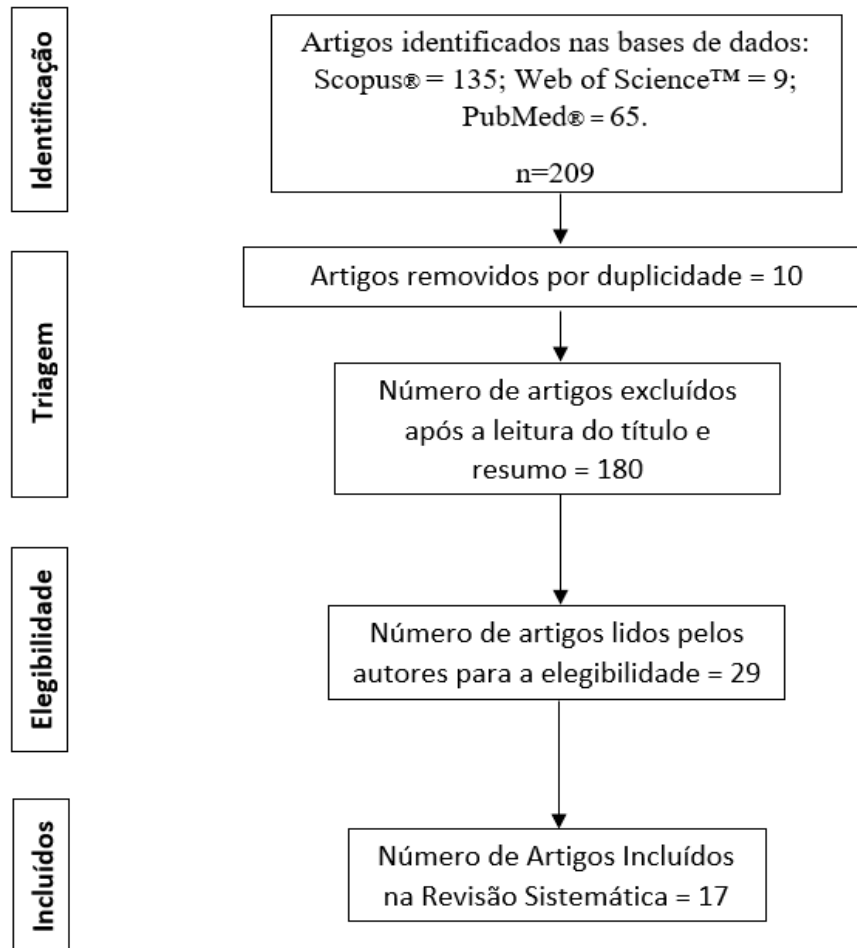 Identificação
Artigos identificados nas bases de dados:
Scopus® = 135; Web of Science™ = 9;
PubMed® = 65.
n=209
Triagem
Artigos removidos por duplicidade = 10
Número de artigos excluídos
após a leitura do título e
resumo = 180
Elegibilidade
Número de artigos lidos pelos
autores para a elegibilidade = 29
Incluídos
Número de Artigos Incluídos
na Revisão Sistemática = 17